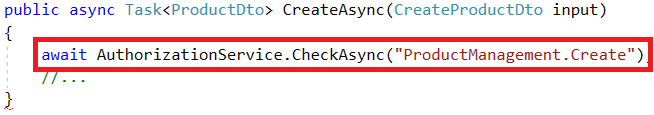 public async Task<ProductDto> CreateAsync(CreateProductDto input)
{
await AuthorizationService.CheckAsync("ProductManagement.Create")
//...
}